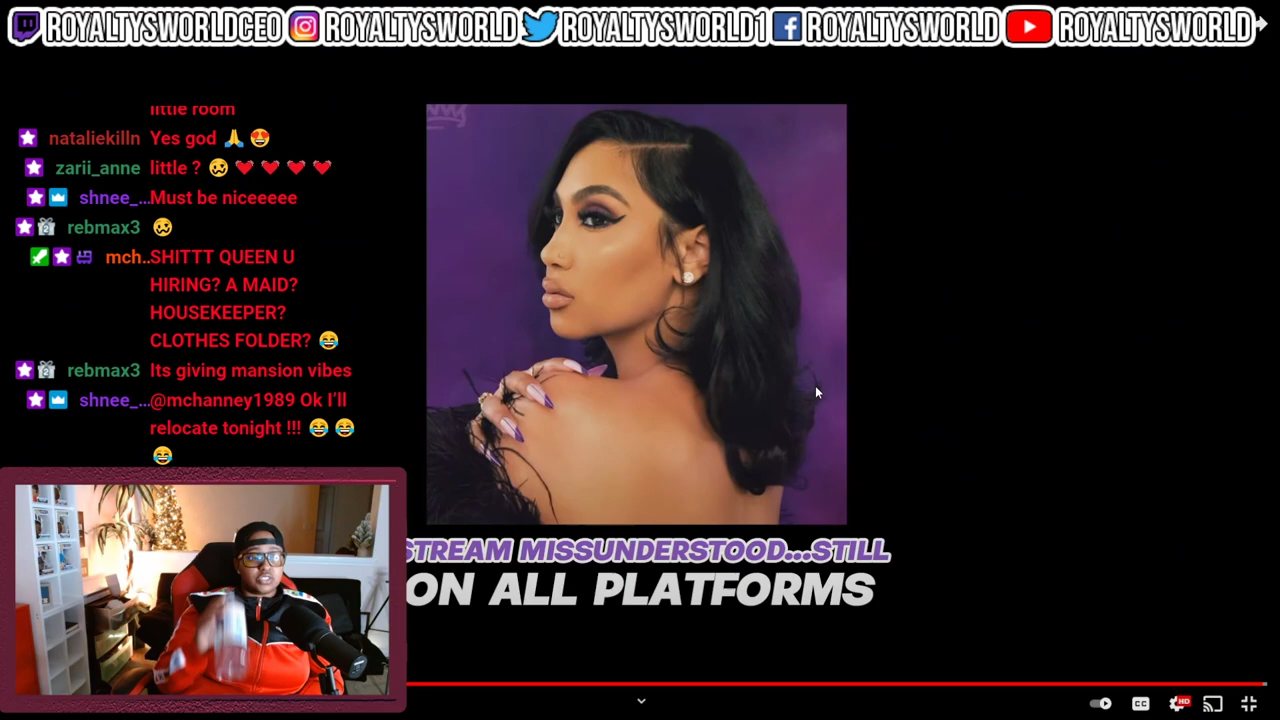 ROYALTYSWORLDCEO ROYALTYSWORLD ROYALTYSWORLD1 ROYALTYSWORLD ROYALTYSWORLD
little room
nataliekilln Yes god 🙏 😍
zarii_anne little ? 🥴 ❤️ ❤️ ❤️ ❤️
shnee_... Must be niceeeee
rebmax3 🥴
mch.. SHITTT QUEEN U
HIRING? A MAID?
HOUSEKEEPER?
CLOTHES FOLDER? 😂
rebmax3 Its giving mansion vibes
shnee_... @mchanney1989 Ok I’ll
relocate tonight !!! 😂 😂
😂
STREAM MISSUNDERSTOOD...STILL
ON ALL PLATFORMS
CC HD